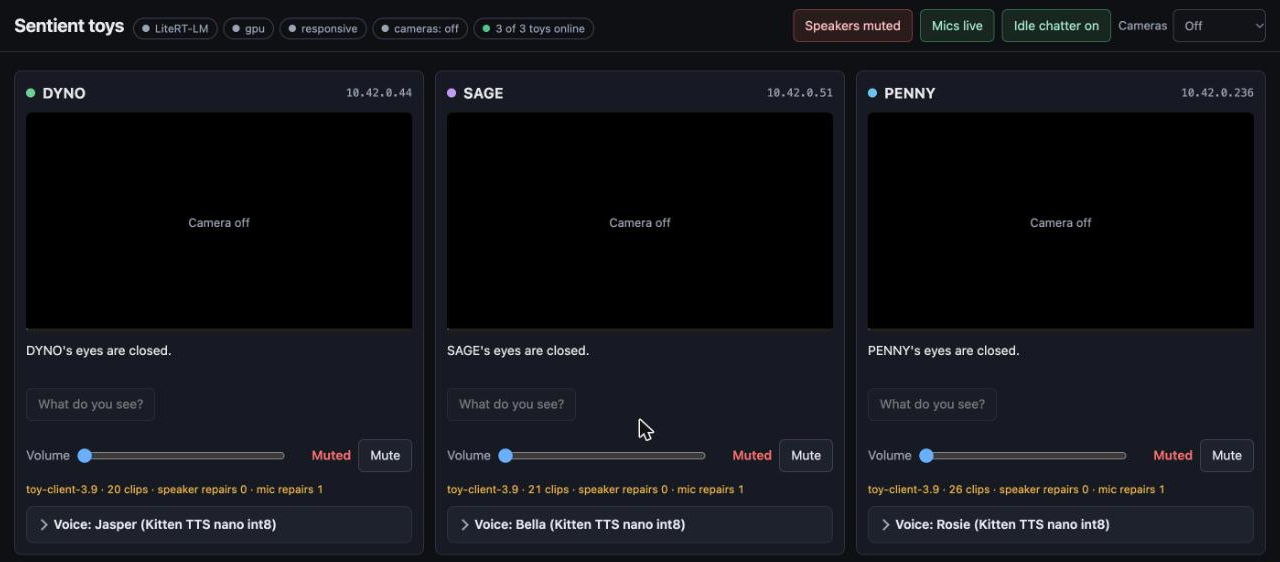 Sentient toys
LiteRT-LM
gpu
responsive
cameras: off
3 of 3 toys online
Speakers muted
Mics live
Idle chatter on
Cameras
Off
DYNO
10.42.0.44
Camera off
DYNO's eyes are closed.
What do you see?
Volume
Muted
Mute
toy-client-3.9 · 20 clips · speaker repairs 0 · mic repairs 1
Voice: Jasper (Kitten TTS nano int8)
SAGE
10.42.0.51
Camera off
SAGE's eyes are closed.
What do you see?
Volume
Muted
Mute
toy-client-3.9 · 21 clips · speaker repairs 0 · mic repairs 1
Voice: Bella (Kitten TTS nano int8)
PENNY
10.42.0.236
Camera off
PENNY's eyes are closed.
What do you see?
Volume
Muted
Mute
toy-client-3.9 · 26 clips · speaker repairs 0 · mic repairs 1
Voice: Rosie (Kitten TTS nano int8)